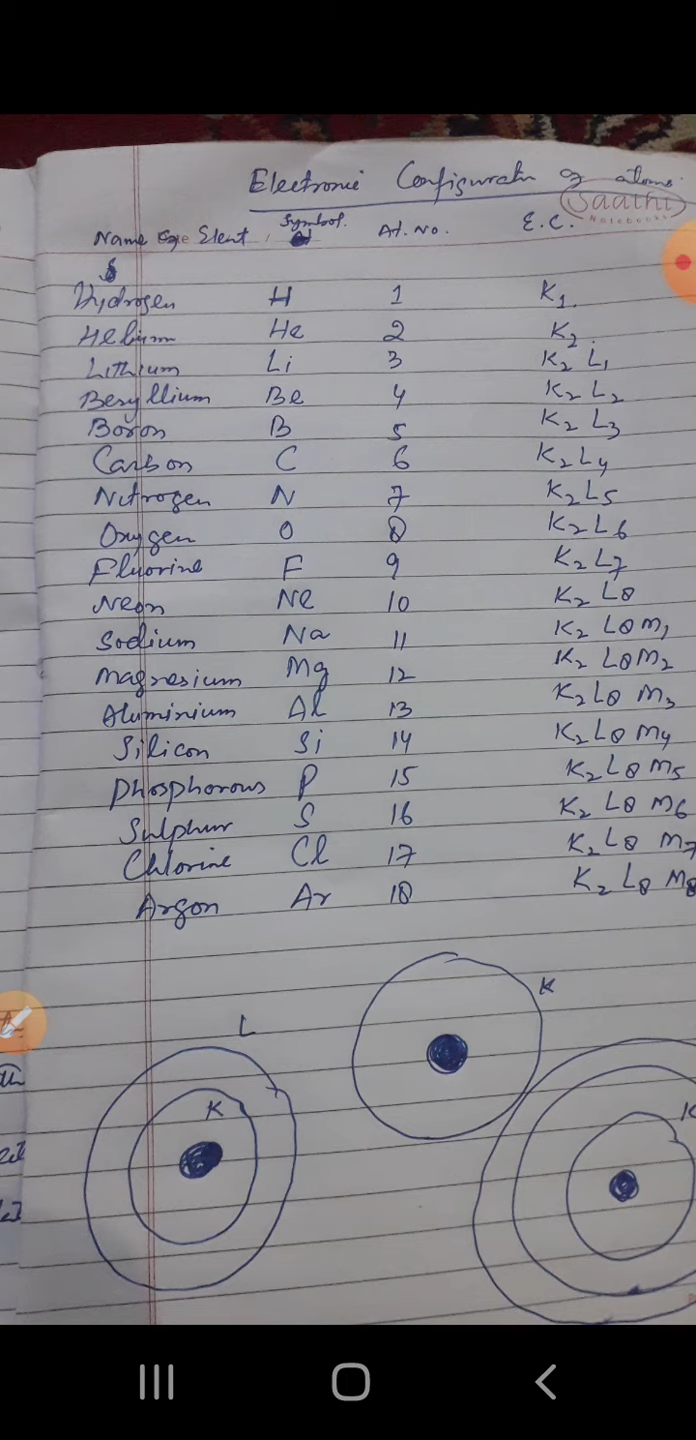 Electronic Configuratn of atoms
Saathi
Notebooks
Name Elent Symbol. At. No. E.C.
Hydrogen H 1 K1.
Helium He 2 K2.
Lithium Li 3 K2 L1
Beryllium Be 4 K2 L2
Boron B 5 K2 L3
Carbon C 6 K2 L4
Nitrogen N 7 K2 L5
Oxygen O 8 K2 L6
Fluorine F 9 K2 L7
Neon Ne 10 K2 L8
Sodium Na 11 K2 L8 M1
Magnesium Mg 12 K2 L8 M2
Aluminium Al 13 K2 L8 M3
Silicon Si 14 K2 L8 M4
Phosphorous P 15 K2 L8 M5
Sulphur S 16 K2 L8 M6
Chlorine Cl 17 K2 L8 M7
Argon Ar 18 K2 L8 M8
K
L
K
K